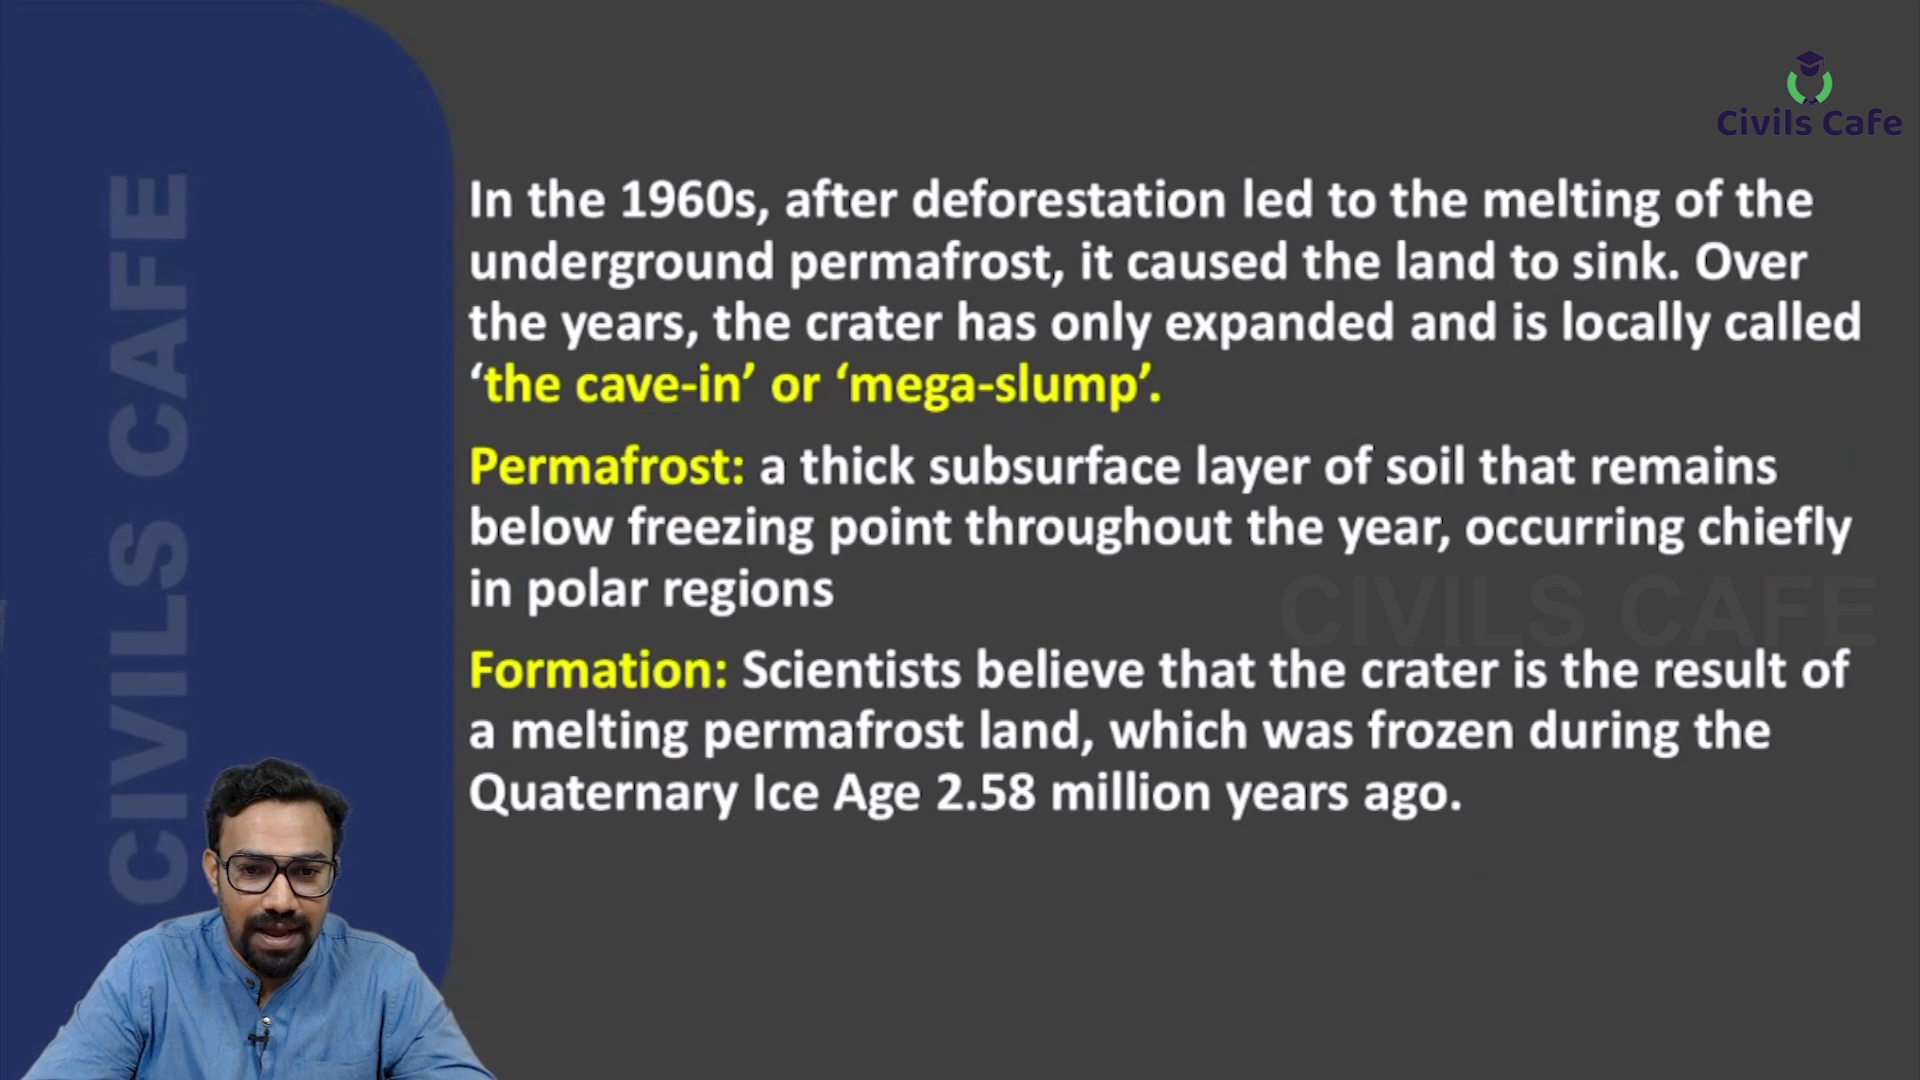 Civils Cafe
CIVILS CAFE
In the 1960s, after deforestation led to the melting of the
underground permafrost, it caused the land to sink. Over
the years, the crater has only expanded and is locally called
‘the cave-in’ or ‘mega-slump’.
Permafrost: a thick subsurface layer of soil that remains
below freezing point throughout the year, occurring chiefly
in polar regions
CIVILS CAFE
Formation: Scientists believe that the crater is the result of
a melting permafrost land, which was frozen during the
Quaternary Ice Age 2.58 million years ago.